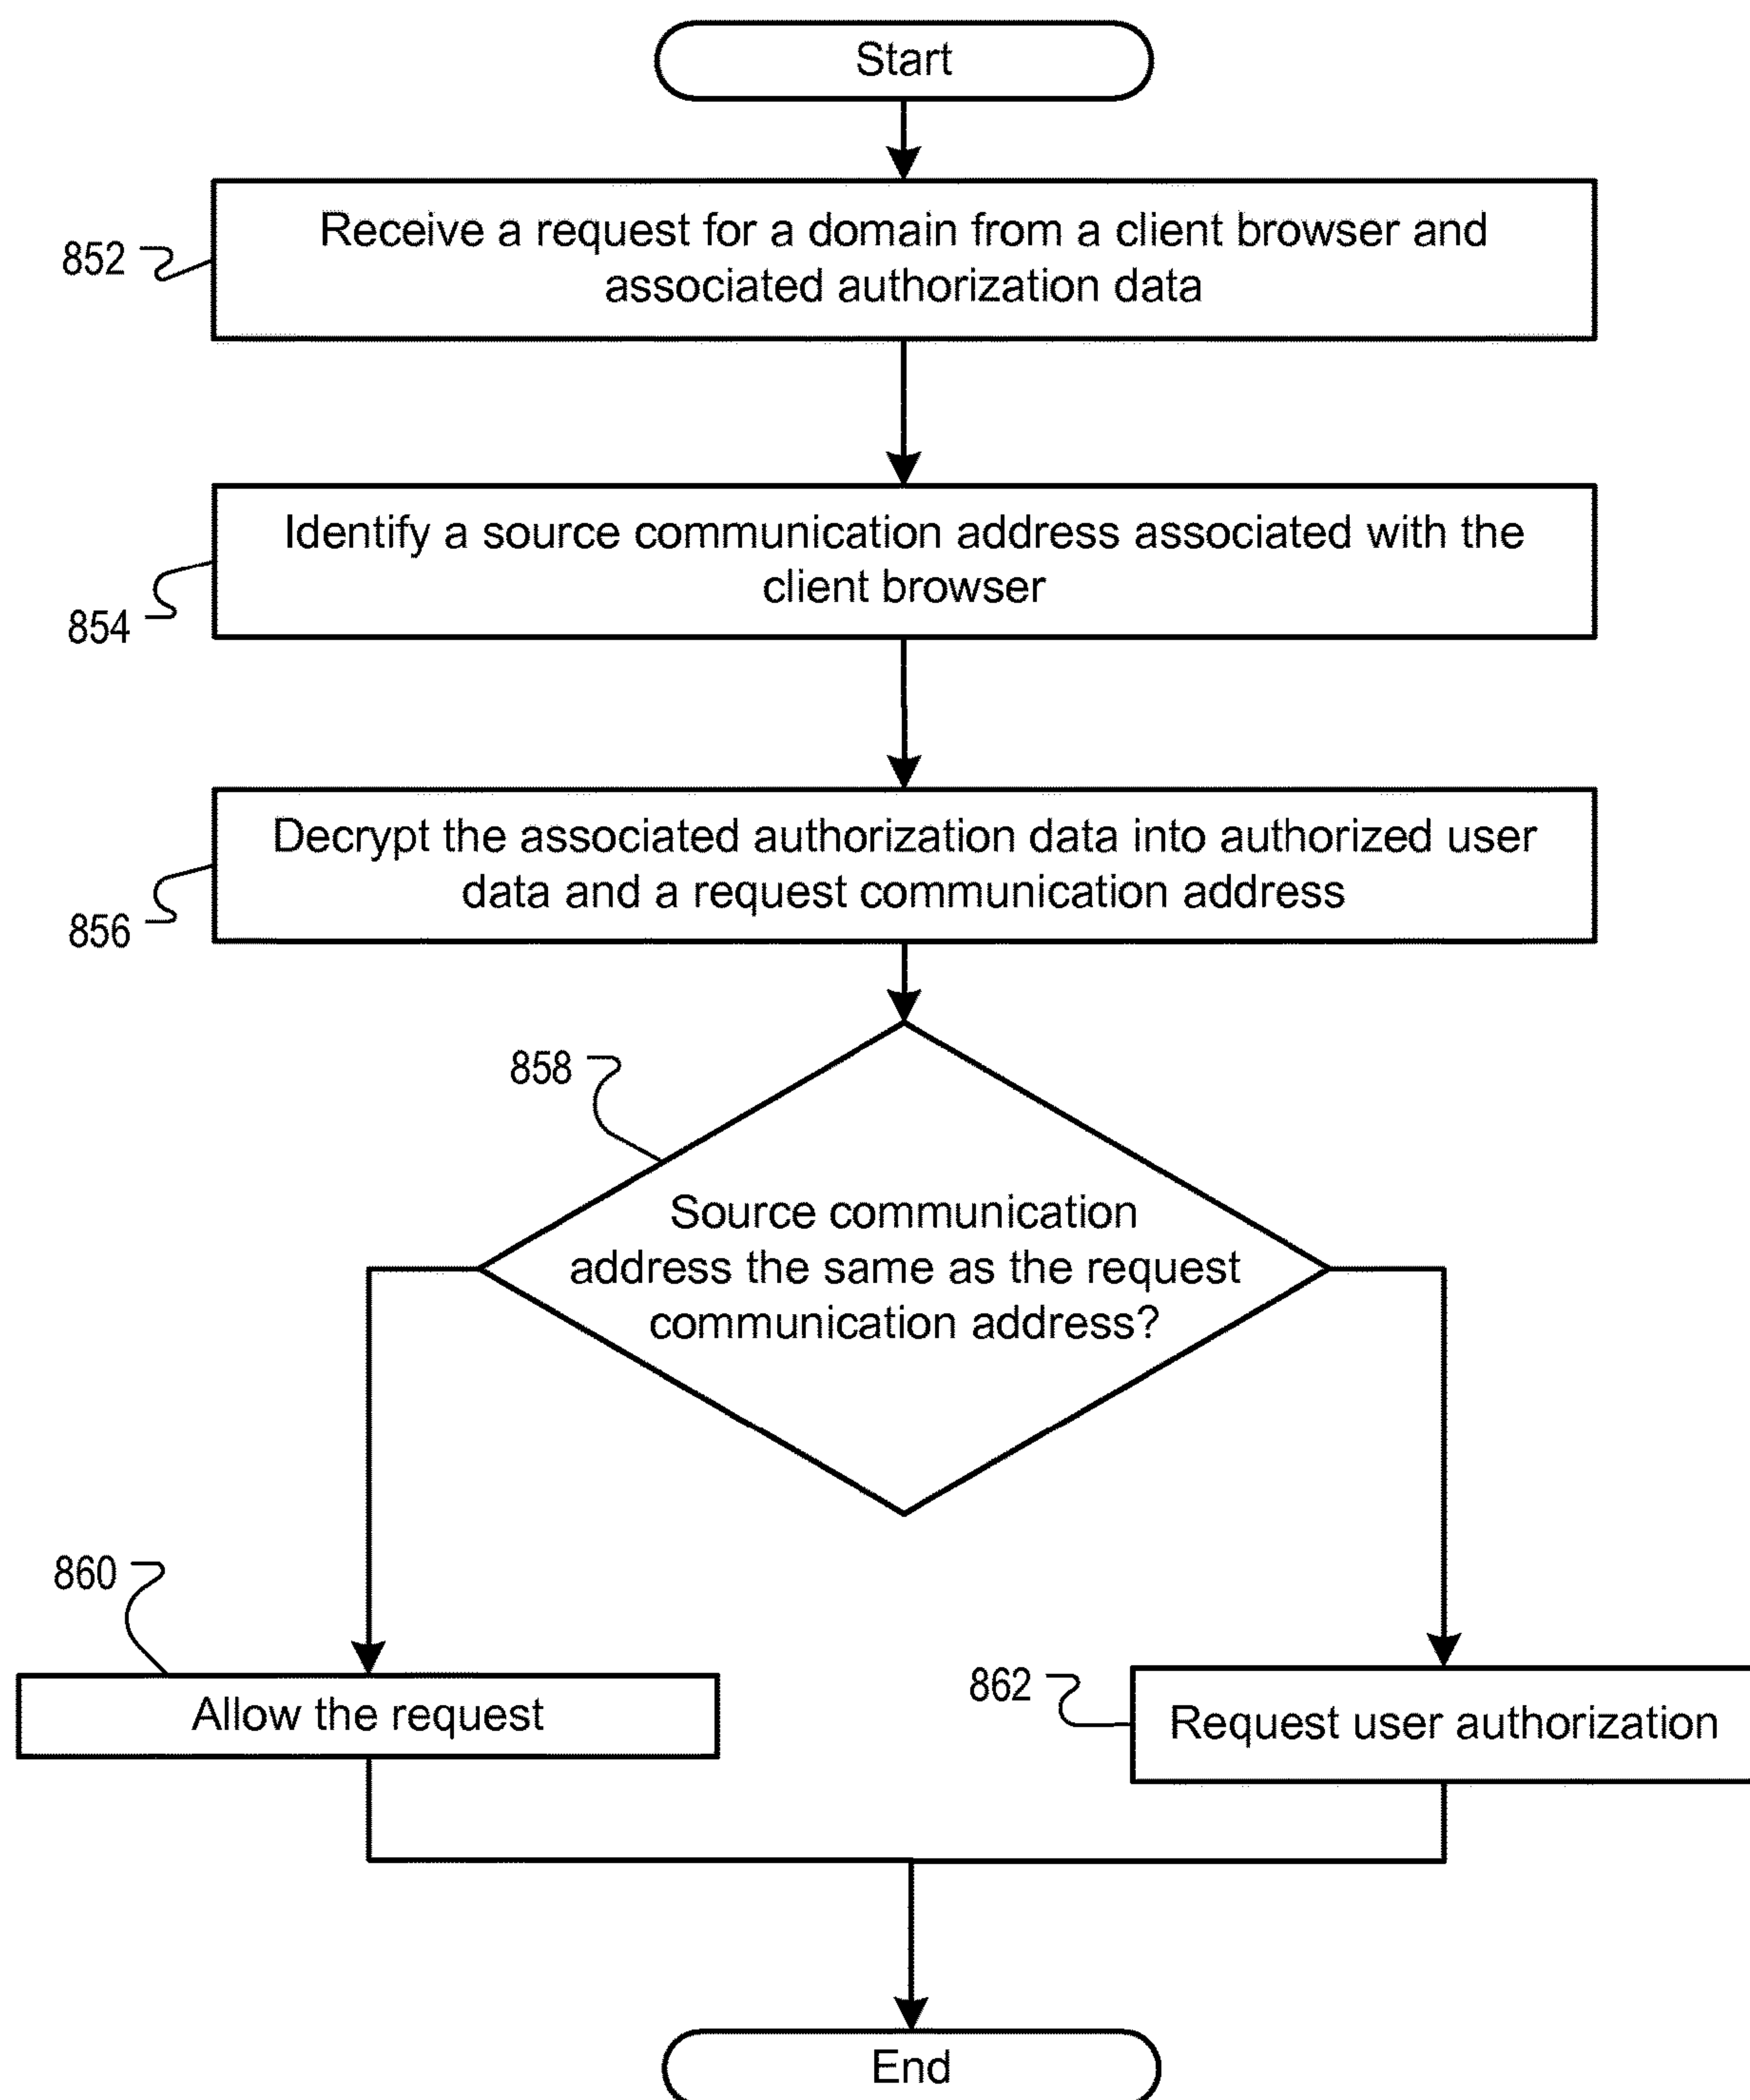 Start
Receive a request for a domain from a client browser and
associated authorization data
852
Identify a source communication address associated with the
client browser
854
Decrypt the associated authorization data into authorized user
data and a request communication address
856
858
Source communication
address the same as the request
communication address?
860
Allow the request
862
Request user authorization
End